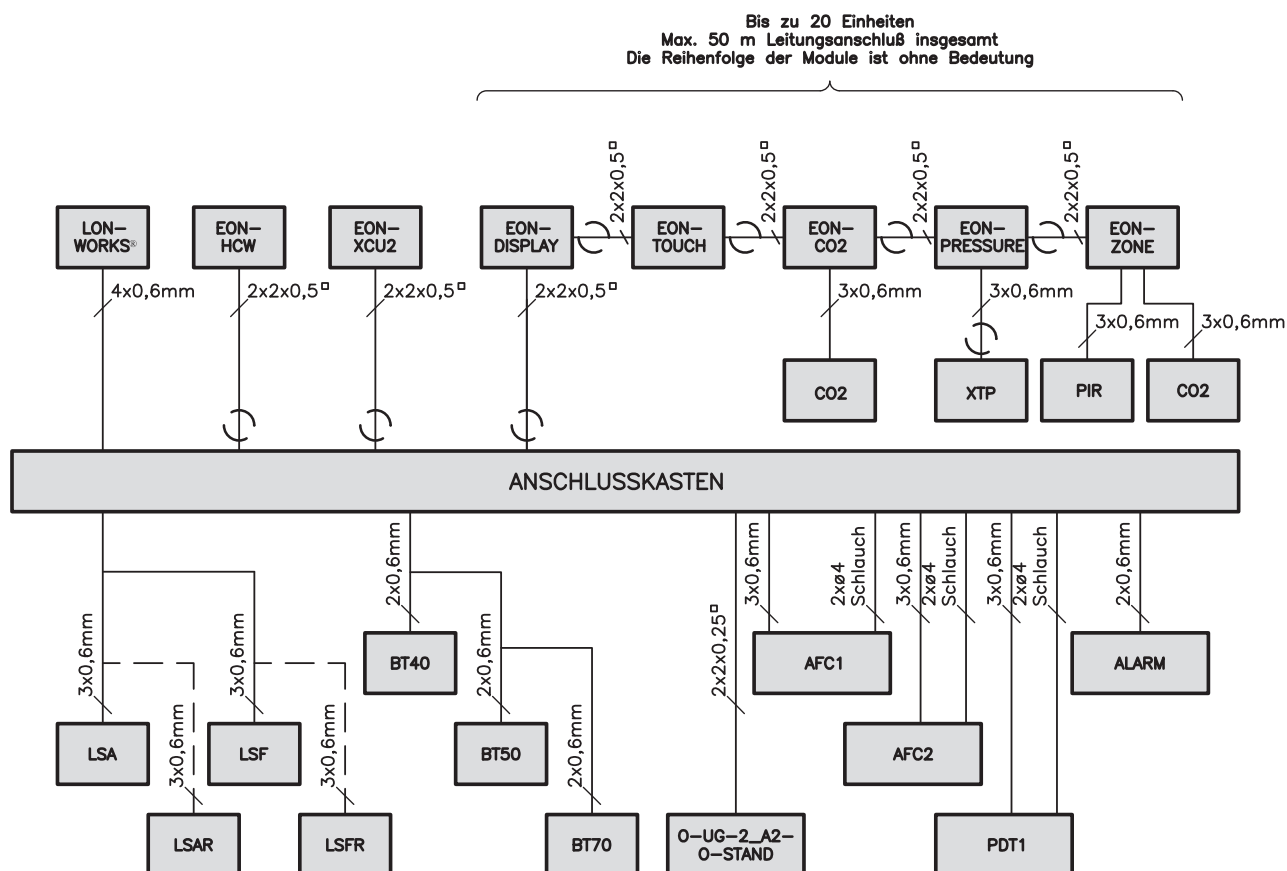 Bis zu 20 Einheiten
Max. 50 m Leitungsanschluß insgesamt
Die Reihenfolge der Module ist ohne Bedeutung
2x2x0,5▫
2x2x0,5▫
2x2x0,5▫
2x2x0,5▫
LON–
WORKS®
EON–
HCW
EON–
XCU2
EON–
DISPLAY
EON–
TOUCH
EON–
CO2
EON–
PRESSURE
EON–
ZONE
4x0,6mm
2x2x0,5▫
2x2x0,5▫
2x2x0,5▫
3x0,6mm
3x0,6mm
3x0,6mm
3x0,6mm
CO2
XTP
PIR
CO2
ANSCHLUSSKASTEN
2x0,6mm
3x0,6mm
2xø4
Schlauch
3x0,6mm
2xø4
Schlauch
3x0,6mm
2xø4
Schlauch
2x0,6mm
3x0,6mm
3x0,6mm
2x0,6mm
2x2x0,25▫
BT40
AFC1
ALARM
3x0,6mm
3x0,6mm
2x0,6mm
LSA
LSF
BT50
AFC2
LSAR
LSFR
BT70
O–UG–2_A2–
O–STAND
PDT1